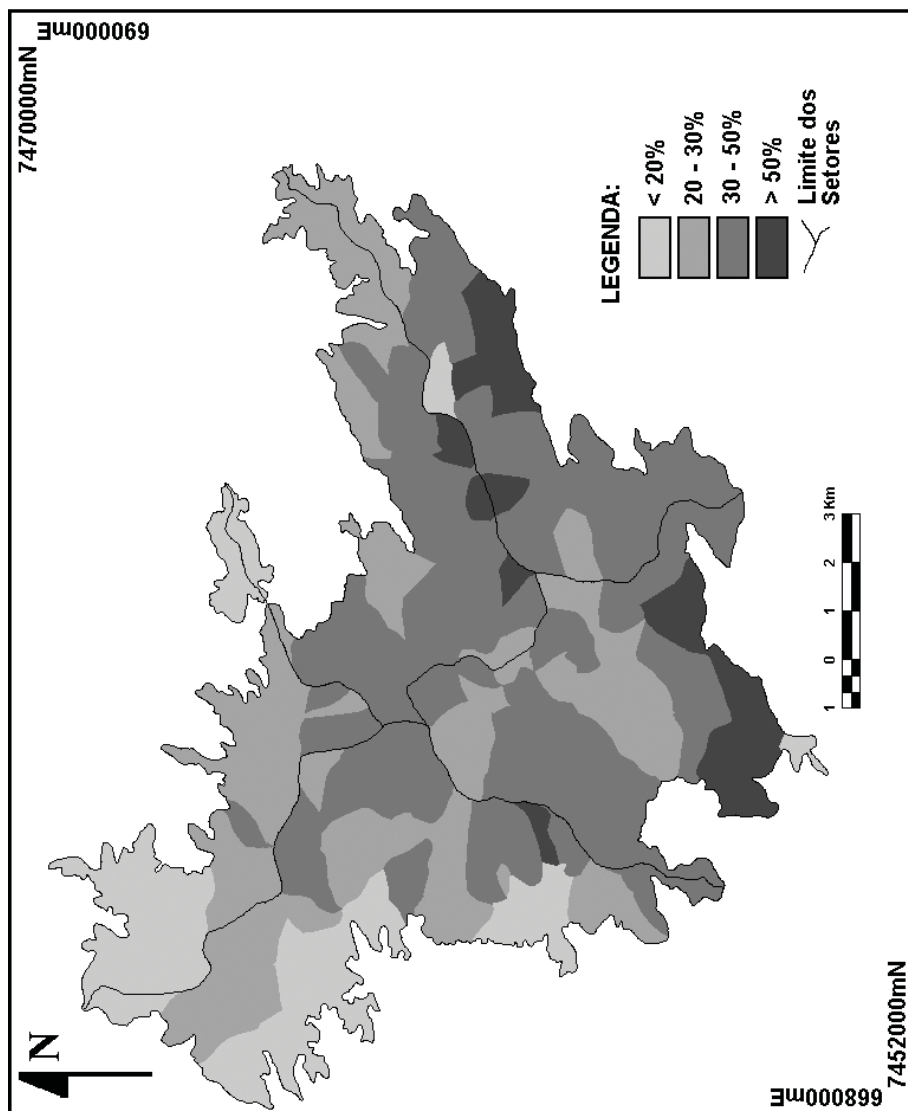 N
7470000mN
690000mE
LEGENDA:
< 20%
20 - 30%
30 - 50%
> 50%
Limite dos
Setores
1 0 1 2 3 Km
668000mE
7452000mN